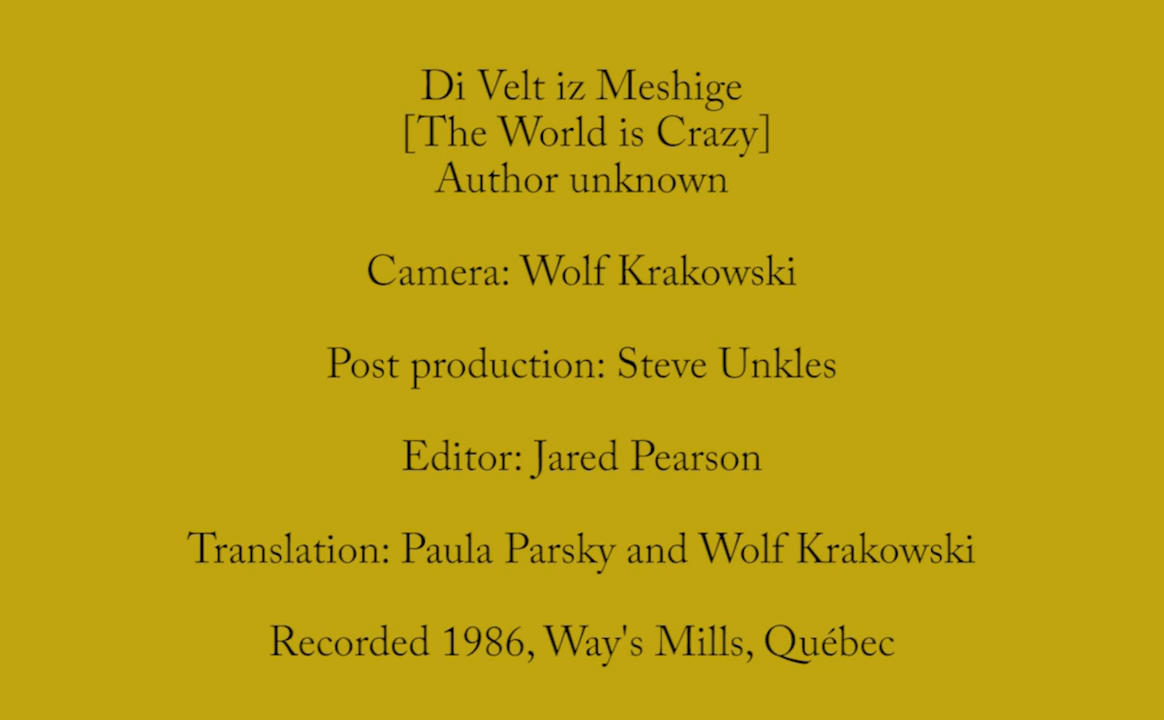 Di Velt iz Meshige
[The World is Crazy]
Author unknown
Camera: Wolf Krakowski
Post production: Steve Unkles
Editor: Jared Pearson
Translation: Paula Parsky and Wolf Krakowski
Recorded 1986, Way's Mills, Québec